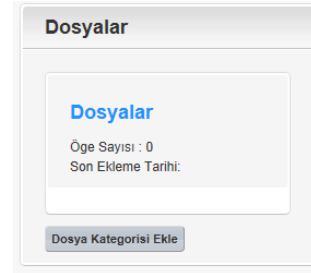 Dosyalar
Dosyalar
Öge Sayısı : 0
Son Ekleme Tarihi:
Dosya Kategorisi Ekle